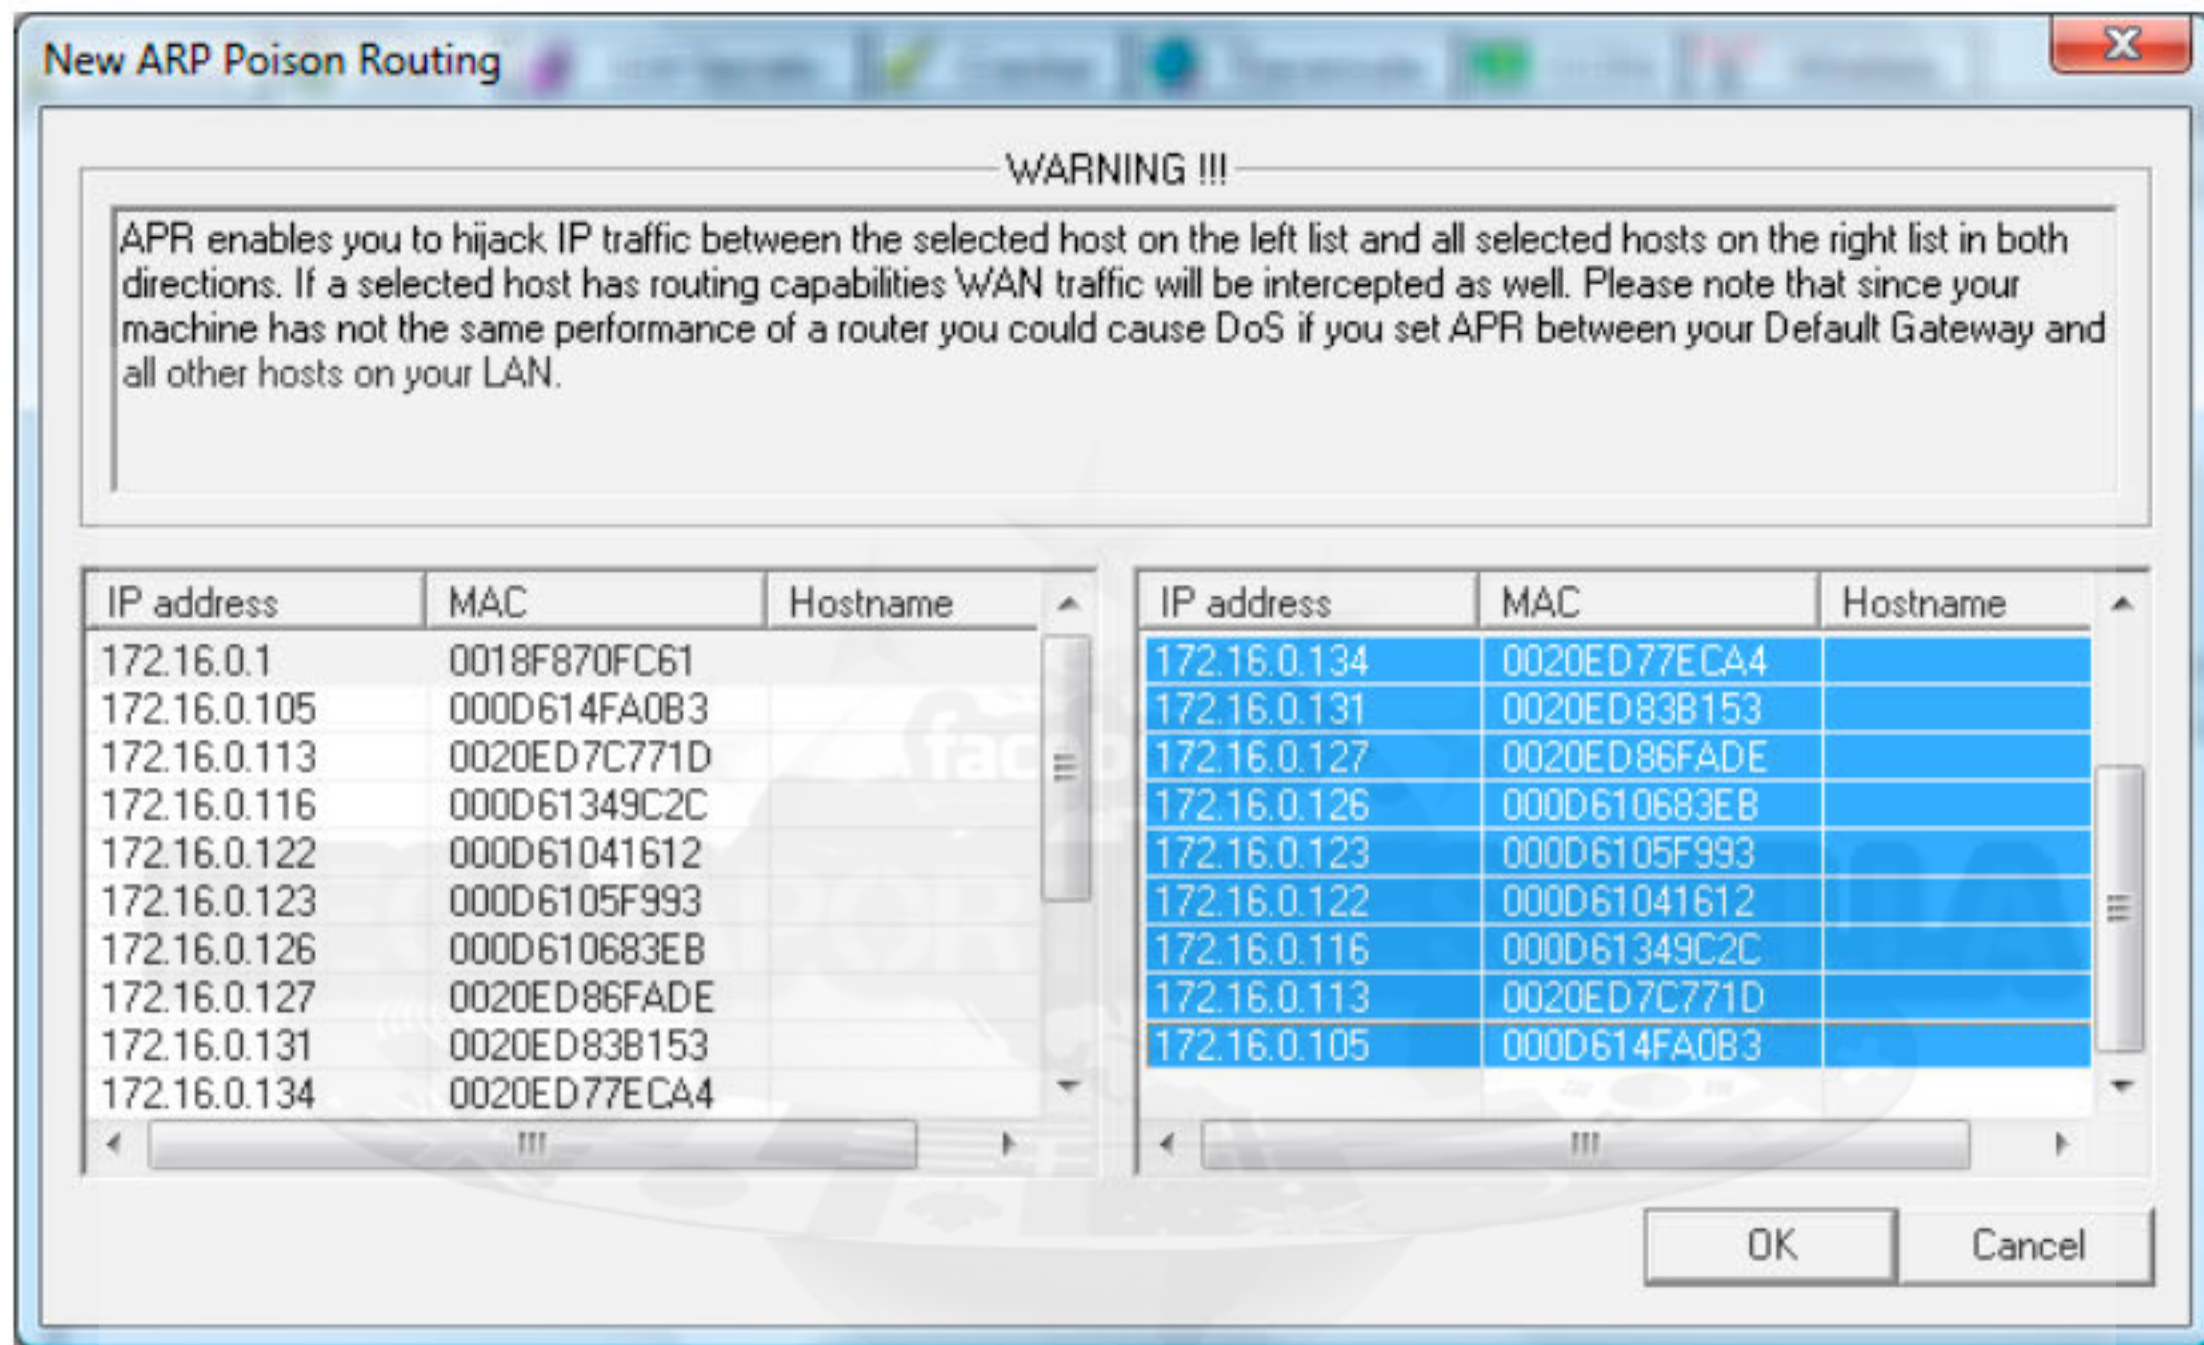 New ARP Poison Routing
WARNING !!!
APR enables you to hijack IP traffic between the selected host on the left list and all selected hosts on the right list in both
directions. If a selected host has routing capabilities WAN traffic will be intercepted as well. Please note that since your
machine has not the same performance of a router you could cause DoS if you set APR between your Default Gateway and
all other hosts on your LAN.
IP address MAC Hostname
172.16.0.1 0018F870FC61
172.16.0.105 000D614FA0B3
172.16.0.113 0020ED7C771D
172.16.0.116 000D61349C2C
172.16.0.122 000D61041612
172.16.0.123 000D6105F993
172.16.0.126 000D610683EB
172.16.0.127 0020ED86FADE
172.16.0.131 0020ED83B153
172.16.0.134 0020ED77ECA4
IP address MAC Hostname
172.16.0.134 0020ED77ECA4
172.16.0.131 0020ED83B153
172.16.0.127 0020ED86FADE
172.16.0.126 000D610683EB
172.16.0.123 000D6105F993
172.16.0.122 000D61041612
172.16.0.116 000D61349C2C
172.16.0.113 0020ED7C771D
172.16.0.105 000D614FA0B3
OK Cancel